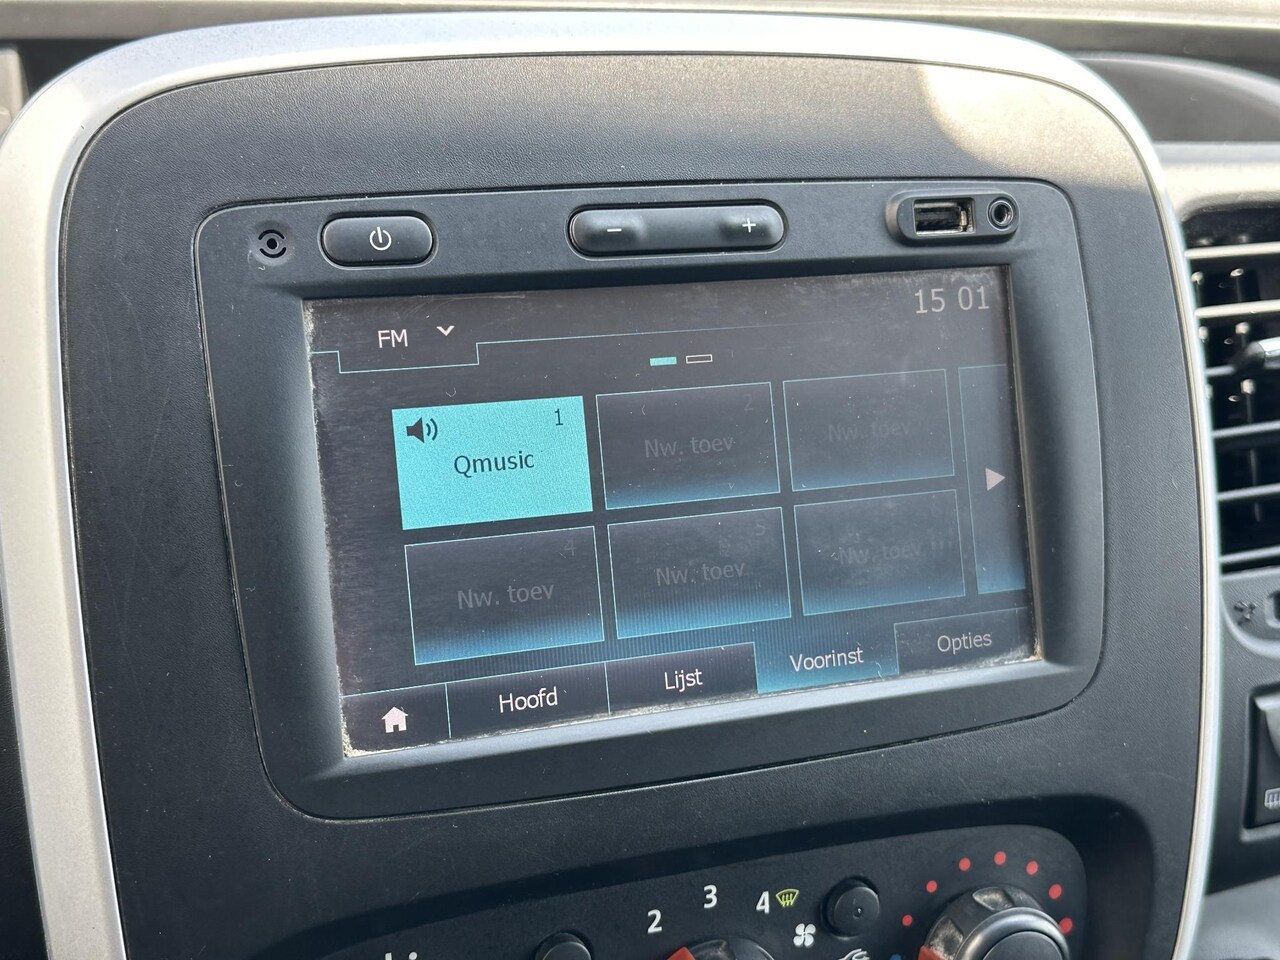 − +
FM
15 01
1
Qmusic
2
Nw. toev
Nw. toev
4
Nw. toev
5
Nw. toev
6
Nw. toev
Hoofd
Lijst
Voorinst
Opties
2
3
4